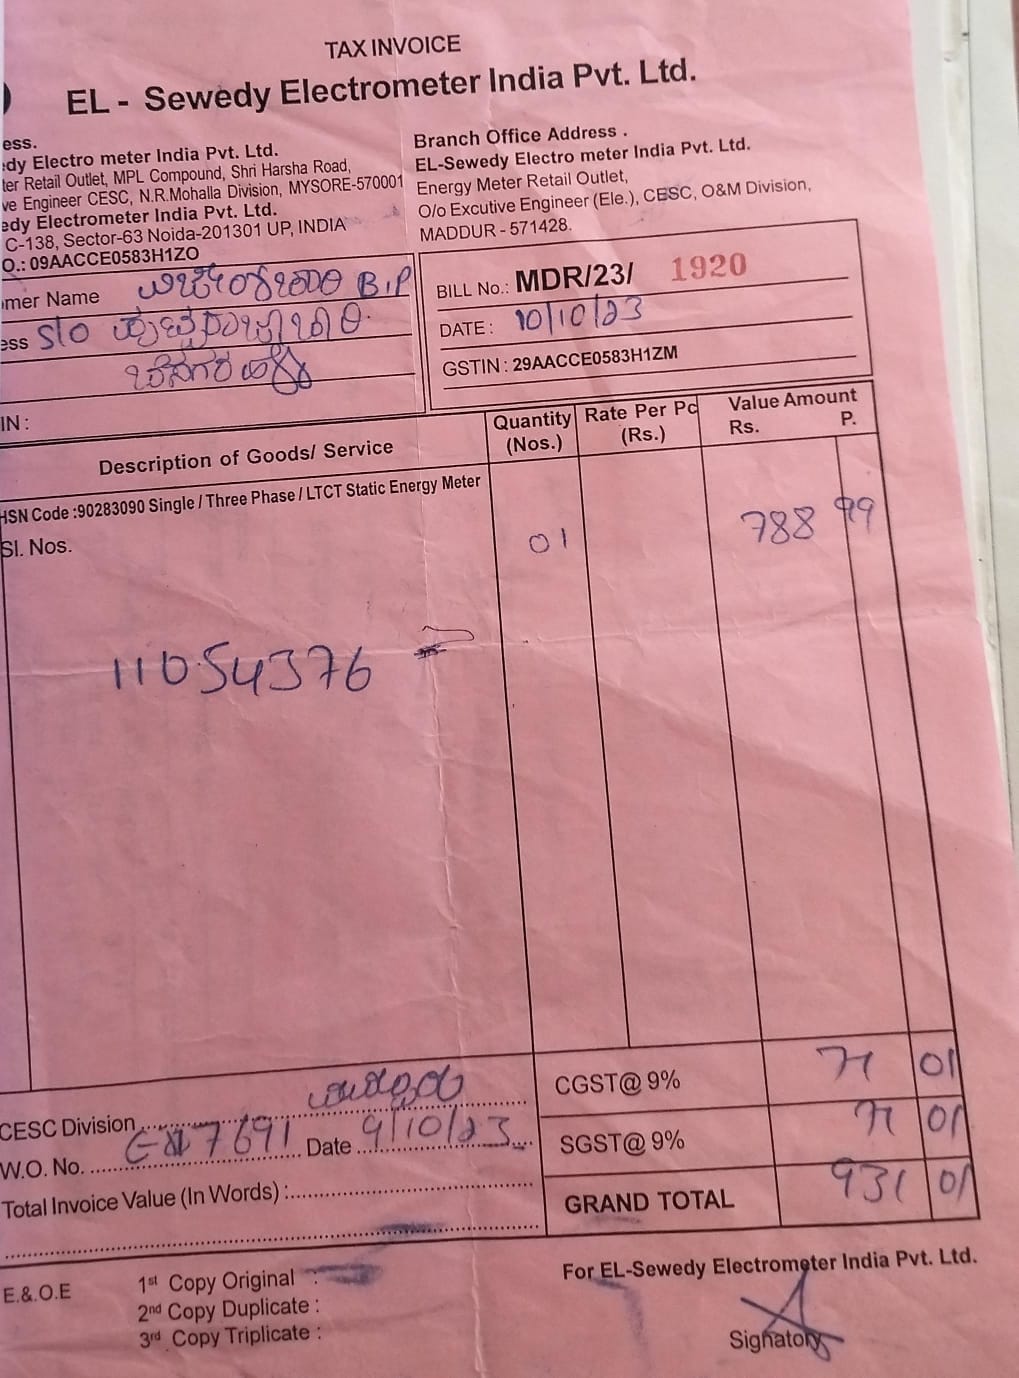 TAX INVOICE
EL - Sewedy Electrometer India Pvt. Ltd.
ess.
dy Electro meter India Pvt. Ltd.
ter Retail Outlet, MPL Compound, Shri Harsha Road,
ve Engineer CESC, N.R.Mohalla Division, MYSORE-570001
edy Electrometer India Pvt. Ltd.
C-138, Sector-63 Noida-201301 UP, INDIA
O.: 09AACCE0583H1ZO
Branch Office Address .
EL-Sewedy Electro meter India Pvt. Ltd.
Energy Meter Retail Outlet,
O/o Excutive Engineer (Ele.), CESC, O&M Division,
MADDUR - 571428.
omer Name B.P
ess S/o
IN :
BILL No.: MDR/23/ 1920
DATE : 10/10/23
GSTIN : 29AACCE0583H1ZM
Description of Goods/ Service
Quantity (Nos.)
Rate Per Pc (Rs.)
Value Amount
Rs. P.
HSN Code :90283090 Single / Three Phase / LTCT Static Energy Meter
Sl. Nos.
01 788 99
11054376
CGST@ 9% 71 01
SGST@ 9% 71 01
GRAND TOTAL 931 01
CESC Division
W.O. No. 7691 Date 9/10/23
Total Invoice Value (In Words) :
E.&.O.E
1st Copy Original :
2nd Copy Duplicate :
3rd Copy Triplicate :
For EL-Sewedy Electrometer India Pvt. Ltd.
Signatory